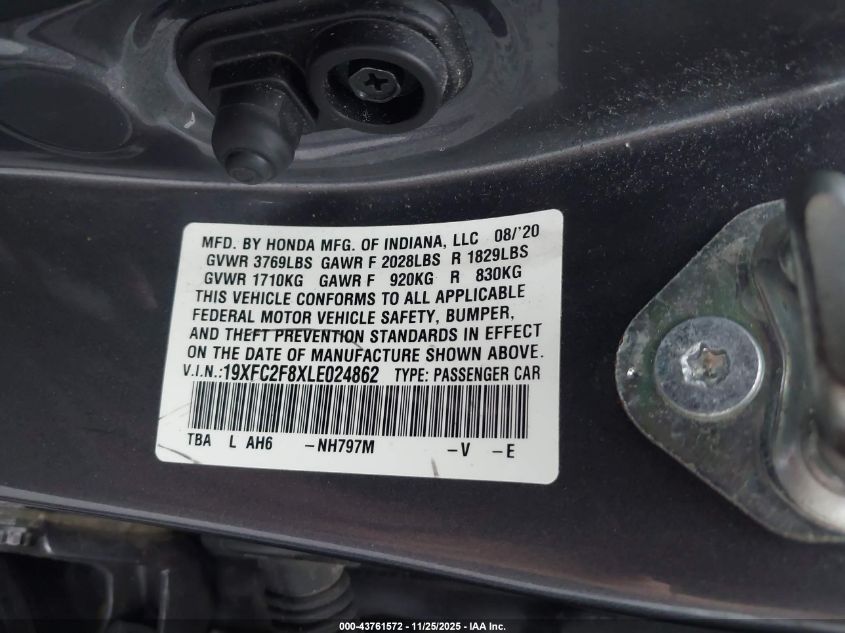 MFD. BY HONDA MFG. OF INDIANA, LLC 08/'20
GVWR 3769LBS GAWR F 2028LBS R 1829LBS
GVWR 1710KG GAWR F 920KG R 830KG
THIS VEHICLE CONFORMS TO ALL APPLICABLE
FEDERAL MOTOR VEHICLE SAFETY, BUMPER,
AND THEFT PREVENTION STANDARDS IN EFFECT
ON THE DATE OF MANUFACTURE SHOWN ABOVE.
V.I.N.:19XFC2F8XLE024862 TYPE: PASSENGER CAR
TBA L AH6 -NH797M -V -E
000-43761572 - 11/25/2025 - IAA Inc.